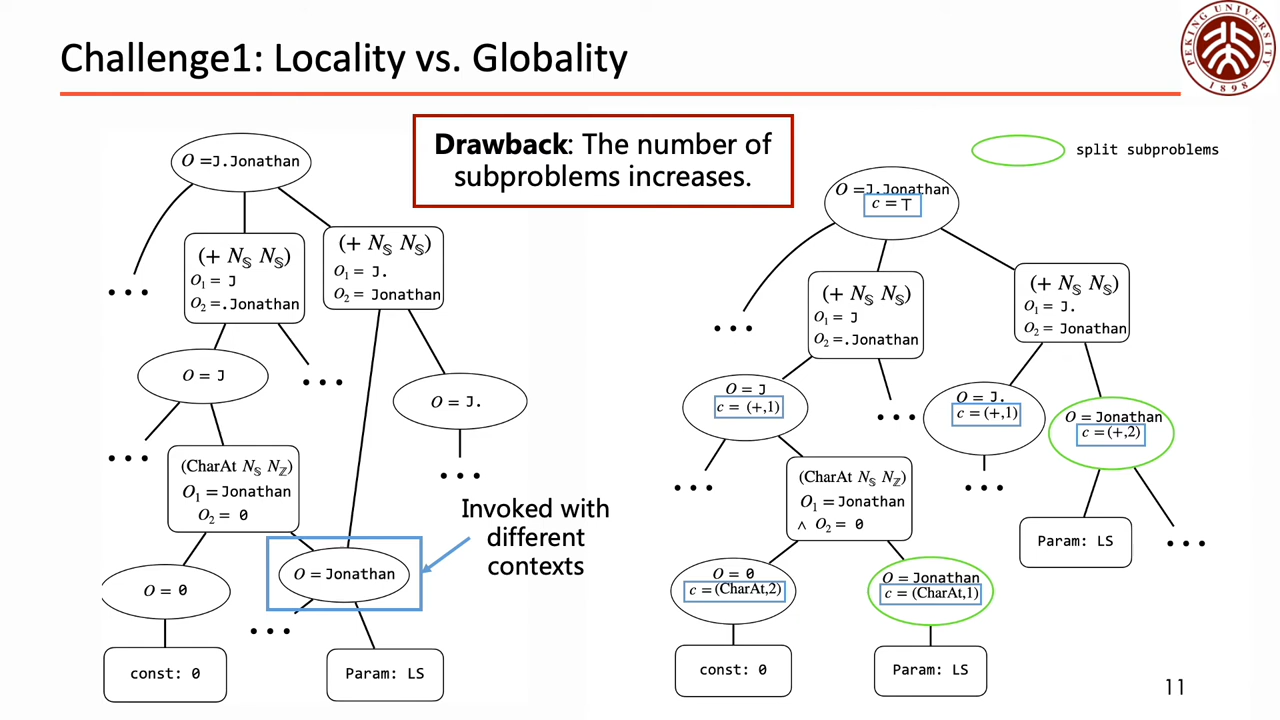 Challenge1: Locality vs. Globality
PEKING UNIVERSITY
1898
Drawback: The number of
subproblems increases.
split subproblems
O =J.Jonathan
(+ N𝕊 N𝕊)
O₁ = J
O₂ =.Jonathan
(+ N𝕊 N𝕊)
O₁ = J.
O₂ = Jonathan
...
O = J
...
O = J.
...
(CharAt N𝕊 Nℤ)
O₁ = Jonathan
O₂ = 0
...
Invoked with
different
contexts
O = 0
O = Jonathan
...
const: 0
Param: LS
O =J.Jonathan
c = ⊤
(+ N𝕊 N𝕊)
O₁ = J
O₂ =.Jonathan
(+ N𝕊 N𝕊)
O₁ = J.
O₂ = Jonathan
...
O = J
c = (+,1)
...
O = J.
c = (+,1)
O = Jonathan
c = (+,2)
...
(CharAt N𝕊 Nℤ)
O₁ = Jonathan
∧ O₂ = 0
...
Param: LS
...
O = 0
c = (CharAt,2)
O = Jonathan
c = (CharAt,1)
const: 0
Param: LS
11